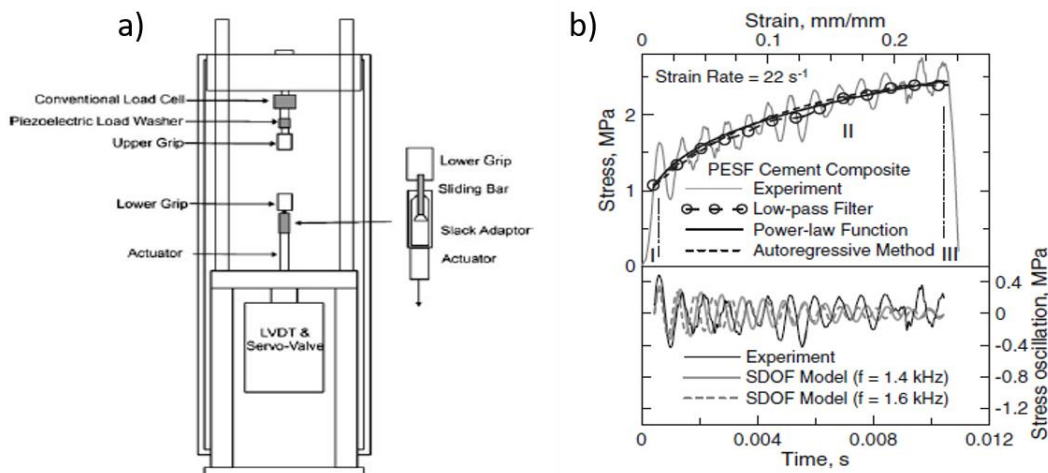 a)
Conventional Load Cell
Piezoelectric Load Washer
Upper Grip
Lower Grip
Actuator
LVDT &
Servo-Valve
Lower Grip
Sliding Bar
Slack Adaptor
Actuator
b)
Strain, mm/mm
0 0.1 0.2
Strain Rate = 22 s⁻¹
Stress, MPa
2
1
0
I
II
III
PESF Cement Composite
Experiment
Low-pass Filter
Power-law Function
Autoregressive Method
0.4
0
-0.4
-0.8
-1.2
Stress oscillation, MPa
Experiment
SDOF Model (f = 1.4 kHz)
SDOF Model (f = 1.6 kHz)
0 0.004 0.008 0.012
Time, s